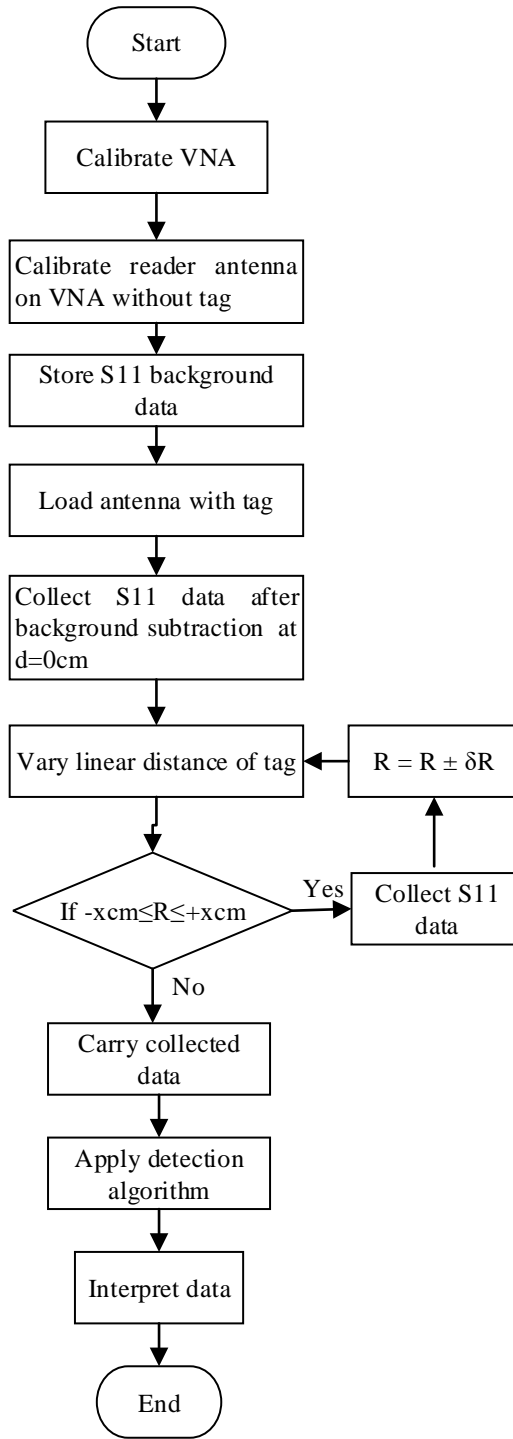 Start
Calibrate VNA
Calibrate reader antenna
on VNA without tag
Store S11 background
data
Load antenna with tag
Collect S11 data after
background subtraction at
d=0cm
Vary linear distance of tag
R = R ± δR
If -xcm≤R≤+xcm
Yes
Collect S11
data
No
Carry collected
data
Apply detection
algorithm
Interpret data
End